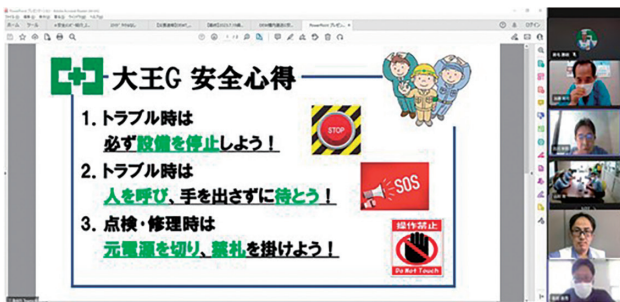 大王G 安全心得
1. トラブル時は
必ず設備を停止しよう！
STOP
2. トラブル時は
人を呼び、手を出さずに待とう！
SOS
3. 点検・修理時は
元電源を切り、禁札を掛けよう！
操作禁止
Do Not Touch